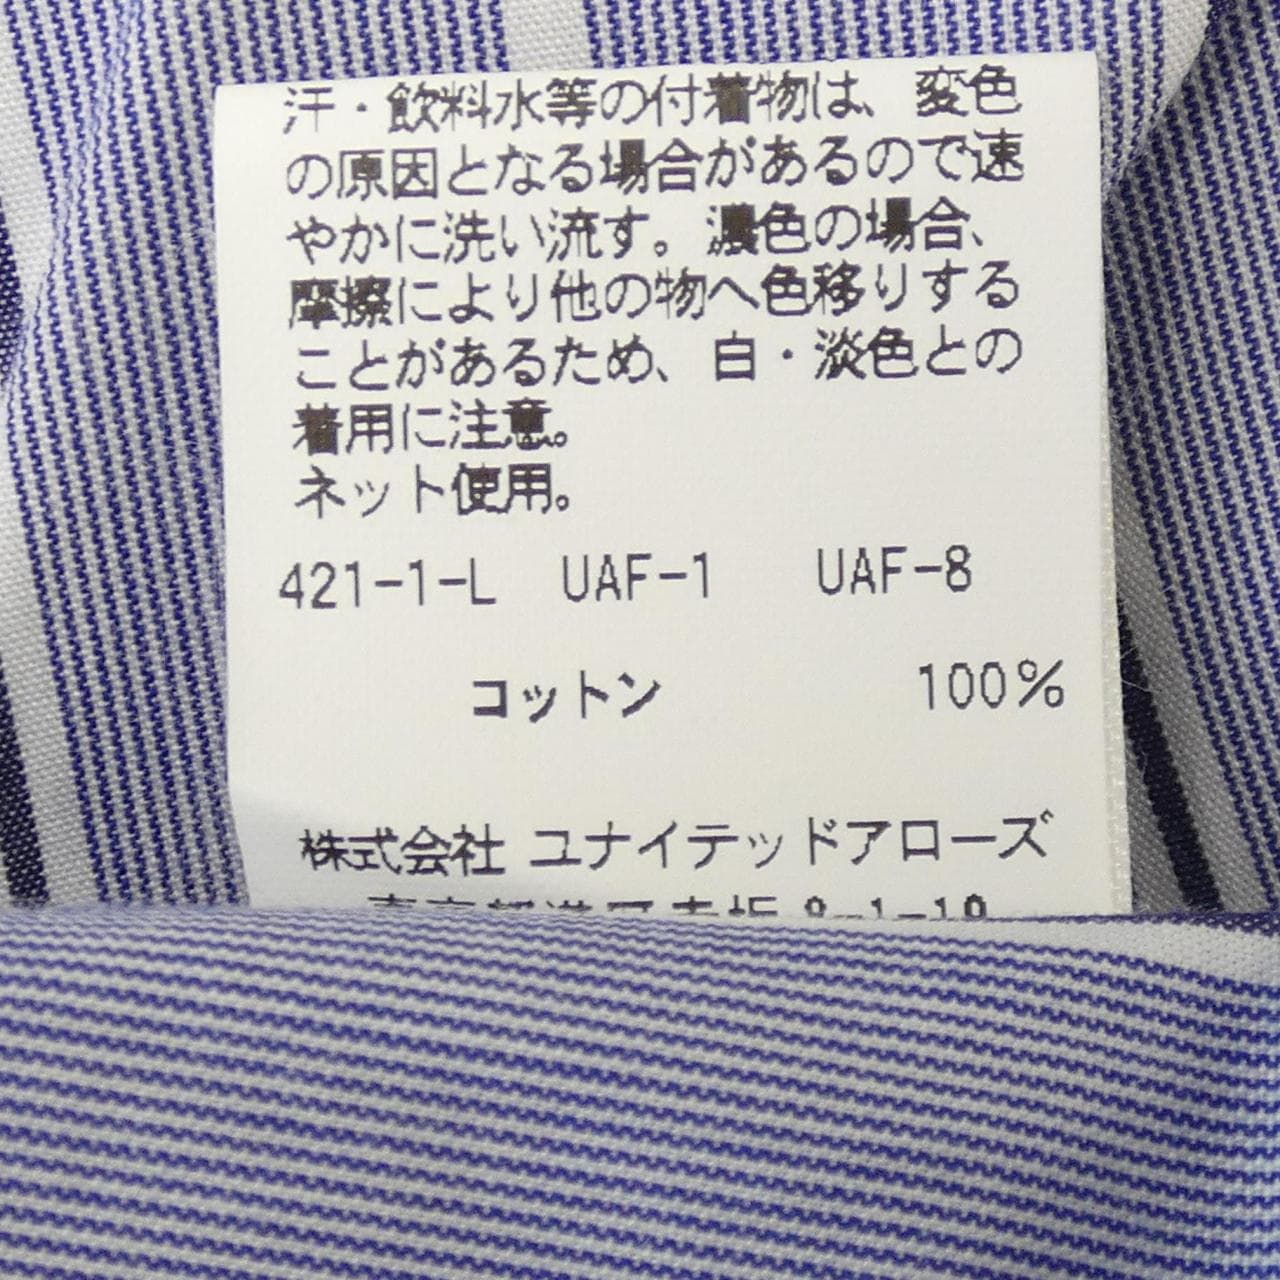 汗・飲料水等の付着物は、変色
の原因となる場合があるので速
やかに洗い流す。濃色の場合、
摩擦により他の物へ色移りする
ことがあるため、白・淡色との
着用に注意。
ネット使用。
421-1-L UAF-1 UAF-8
コットン 100%
株式会社 ユナイテッドアローズ